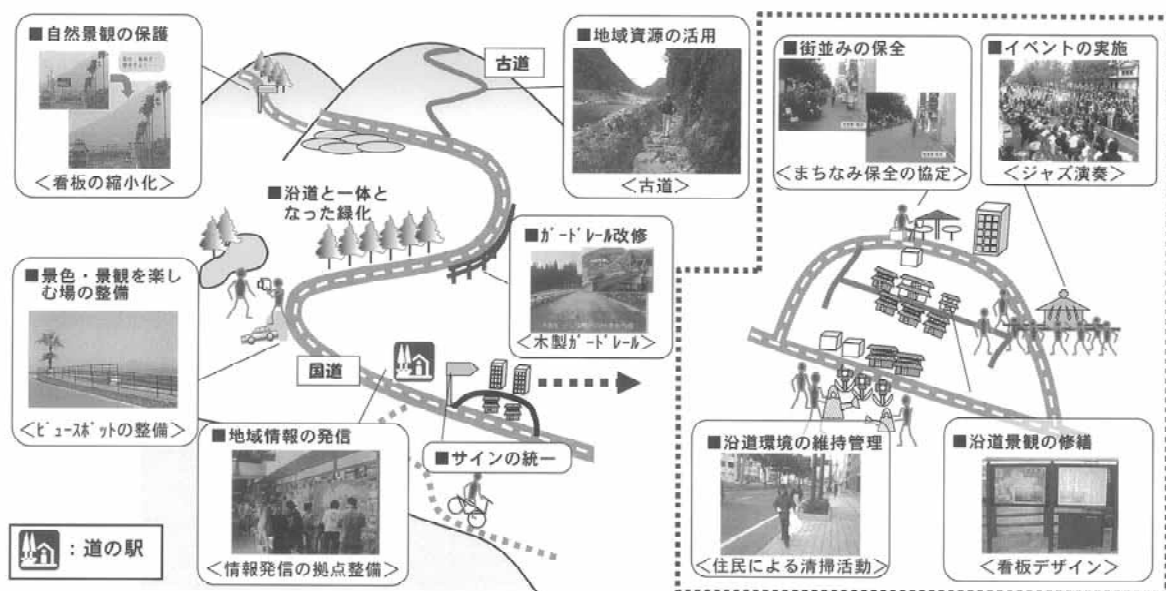 ■自然景観の保護
＜看板の縮小化＞
古道
■地域資源の活用
＜古道＞
■街並みの保全
＜まちなみ保全の協定＞
■イベントの実施
＜ジャズ演奏＞
■沿道と一体と
なった緑化
■ｶﾞｰﾄﾞﾚｰﾙ改修
＜木製ｶﾞｰﾄﾞﾚｰﾙ＞
■景色・景観を楽し
む場の整備
＜ﾋﾞｭｰｽﾎﾟｯﾄの整備＞
国道
■地域情報の発信
＜情報発信の拠点整備＞
■サインの統一
■沿道環境の維持管理
＜住民による清掃活動＞
■沿道景観の修繕
＜看板デザイン＞
：道の駅